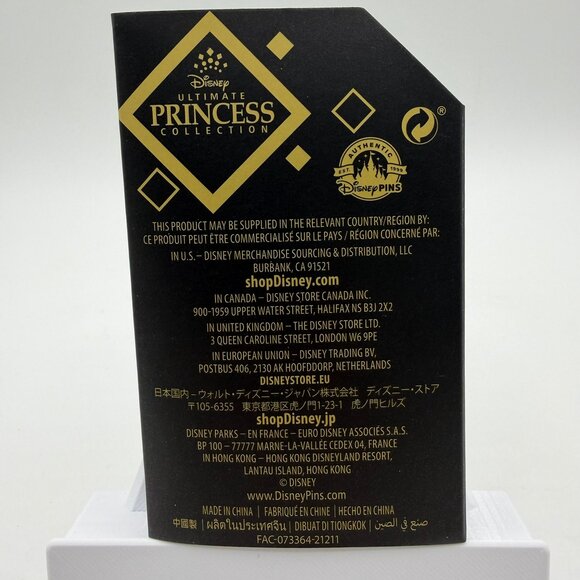 Disney
ULTIMATE
PRINCESS
COLLECTION
®
AUTHENTIC
EST. 1999
Disney PINS
THIS PRODUCT MAY BE SUPPLIED IN THE RELEVANT COUNTRY/REGION BY:
CE PRODUIT PEUT ÊTRE COMMERCIALISÉ SUR LE PAYS / RÉGION CONCERNÉ PAR:
IN U.S. – DISNEY MERCHANDISE SOURCING & DISTRIBUTION, LLC
BURBANK, CA 91521
shopDisney.com
IN CANADA – DISNEY STORE CANADA INC.
900-1959 UPPER WATER STREET, HALIFAX NS B3J 2X2
IN UNITED KINGDOM – THE DISNEY STORE LTD.
3 QUEEN CAROLINE STREET, LONDON W6 9PE
IN EUROPEAN UNION – DISNEY TRADING BV,
POSTBUS 406, 2130 AK HOOFDORP, NETHERLANDS
DISNEYSTORE.EU
日本国内 – ウォルト・ディズニー・ジャパン株式会社 ディズニー・ストア
〒105-6355 東京都港区虎ノ門1-23-1 虎ノ門ヒルズ
shopDisney.jp
DISNEY PARKS – EN FRANCE – EURO DISNEY ASSOCIÉS S.A.S.
BP 100 – 77777 MARNE-LA-VALLÉE CEDEX 04, FRANCE
IN HONG KONG – HONG KONG DISNEYLAND RESORT,
LANTAU ISLAND, HONG KONG
© DISNEY
www.DisneyPins.com
MADE IN CHINA | FABRIQUÉ EN CHINE | HECHO EN CHINA
中國製 | ผลิตในประเทศจีน | DIBUAT DI TIONGKOK | صنع في الصين
FAC-073364-21211